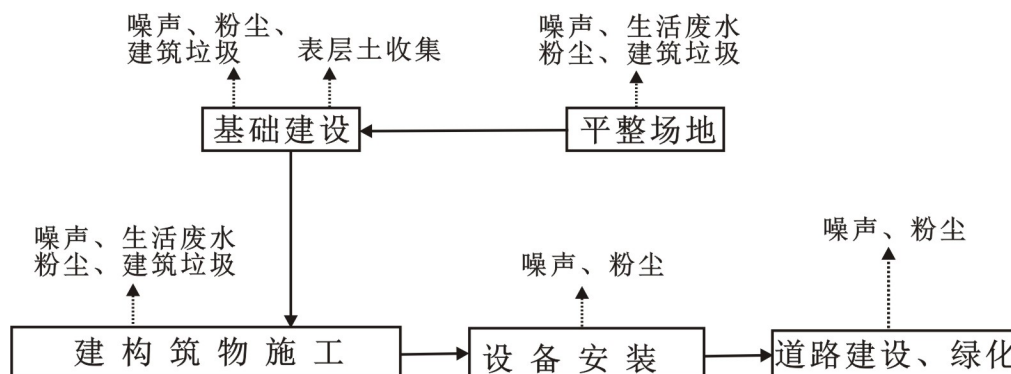 噪声、粉尘、
建筑垃圾
表层土收集
噪声、生活废水
粉尘、建筑垃圾
基础建设
平整场地
噪声、生活废水
粉尘、建筑垃圾
噪声、粉尘
噪声、粉尘
建构筑物施工
设备安装
道路建设、绿化